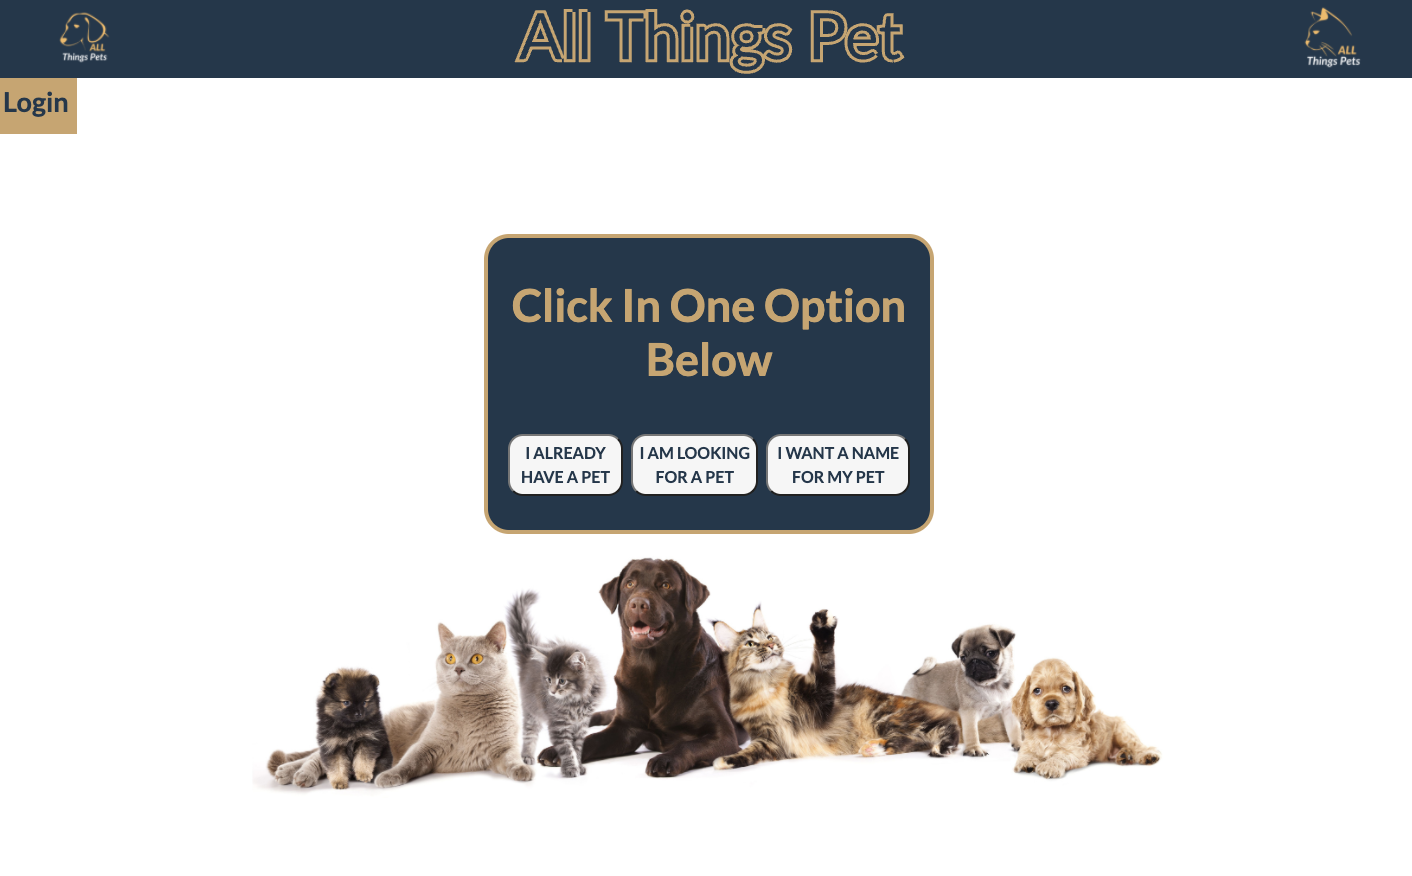 ALL
Things Pets
All Things Pet
ALL
Things Pets
Login
Click In One Option
Below
I ALREADY
HAVE A PET
I AM LOOKING
FOR A PET
I WANT A NAME
FOR MY PET